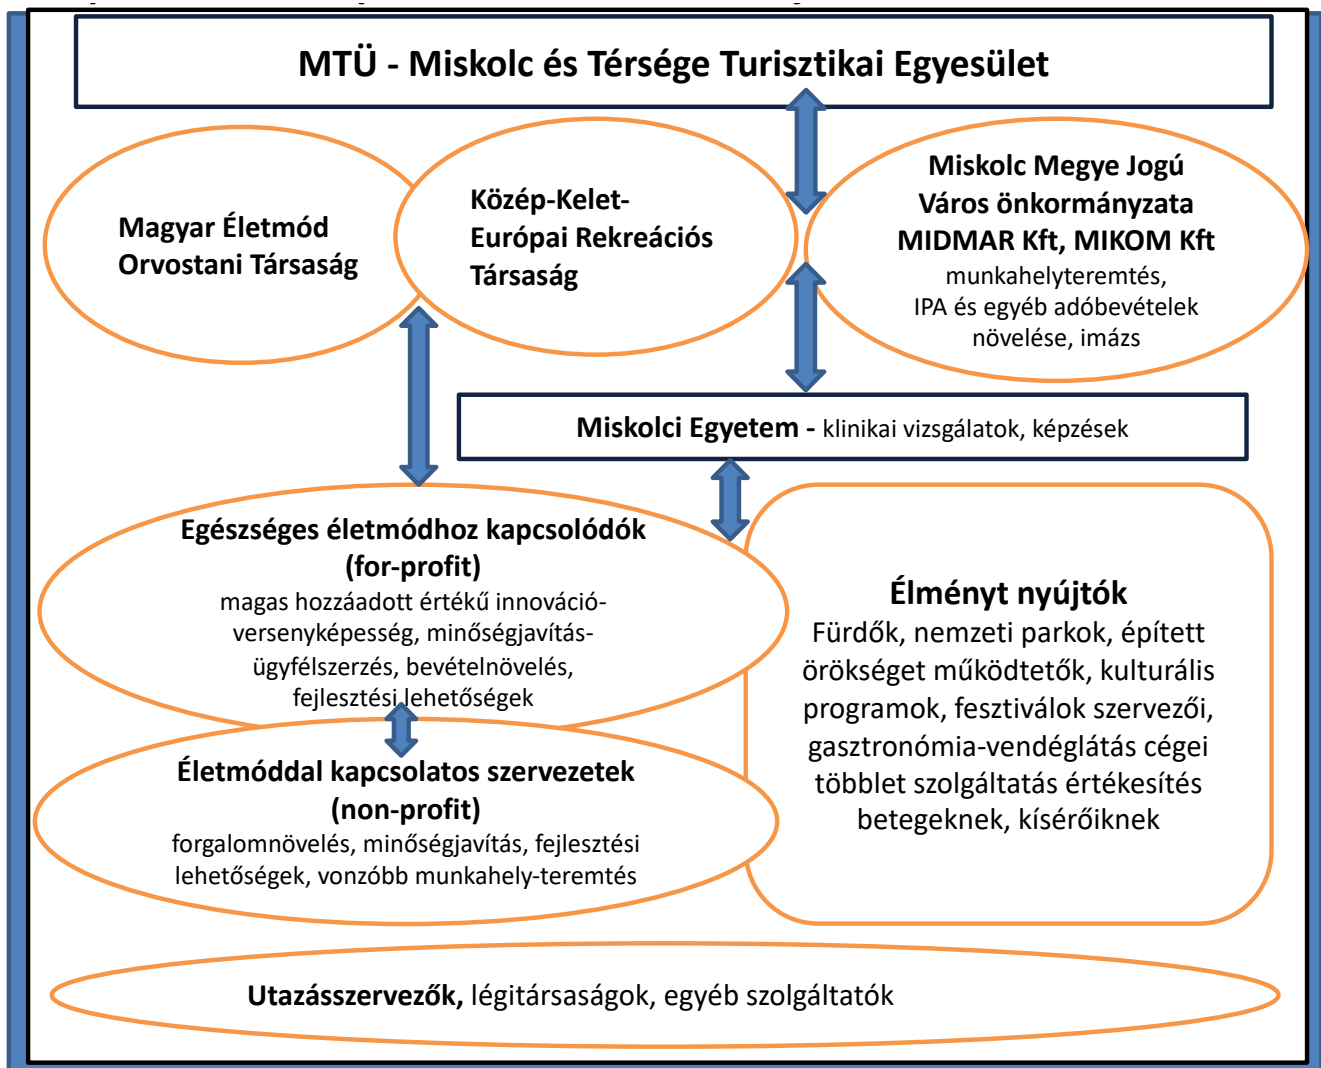 MTÜ - Miskolc és Térsége Turisztikai Egyesület
Magyar Életmód
Orvostani Társaság
Közép-Kelet-
Európai Rekreációs
Társaság
Miskolc Megye Jogú
Város önkormányzata
MIDMAR Kft, MIKOM Kft
munkahelyteremtés,
IPA és egyéb adóbevételek
növelése, imázs
Miskolci Egyetem - klinikai vizsgálatok, képzések
Egészséges életmódhoz kapcsolódók
(for-profit)
magas hozzáadott értékű innováció-
versenyképesség, minőségjavítás-
ügyfélszerzés, bevételnövelés,
fejlesztési lehetőségek
Életmóddal kapcsolatos szervezetek
(non-profit)
forgalomnövelés, minőségjavítás, fejlesztési
lehetőségek, vonzóbb munkahely-teremtés
Élményt nyújtók
Fürdők, nemzeti parkok, épített
örökséget működtetők, kulturális
programok, fesztiválok szervezői,
gasztronómia-vendéglátás cégei
többlet szolgáltatás értékesítés
betegeknek, kísérőiknek
Utazásszervezők, légitársaságok, egyéb szolgáltatók